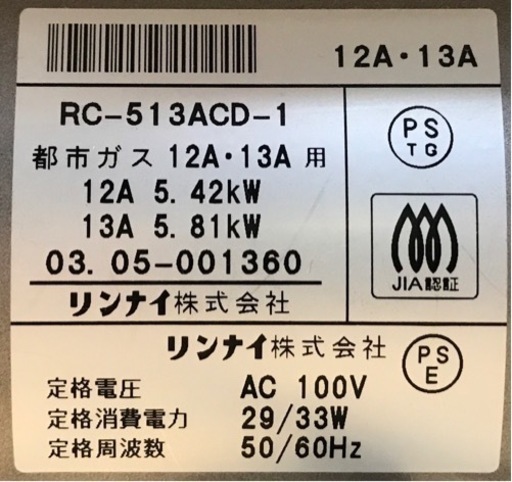 12A・13A
RC-513ACD-1
都市ガス 12A・13A 用
12A 5.42kW
13A 5.81kW
03. 05-001360
リンナイ株式会社
PS
TG
JIA認証
リンナイ株式会社
PS
E
定格電圧 AC 100V
定格消費電力 29/33W
定格周波数 50/60Hz